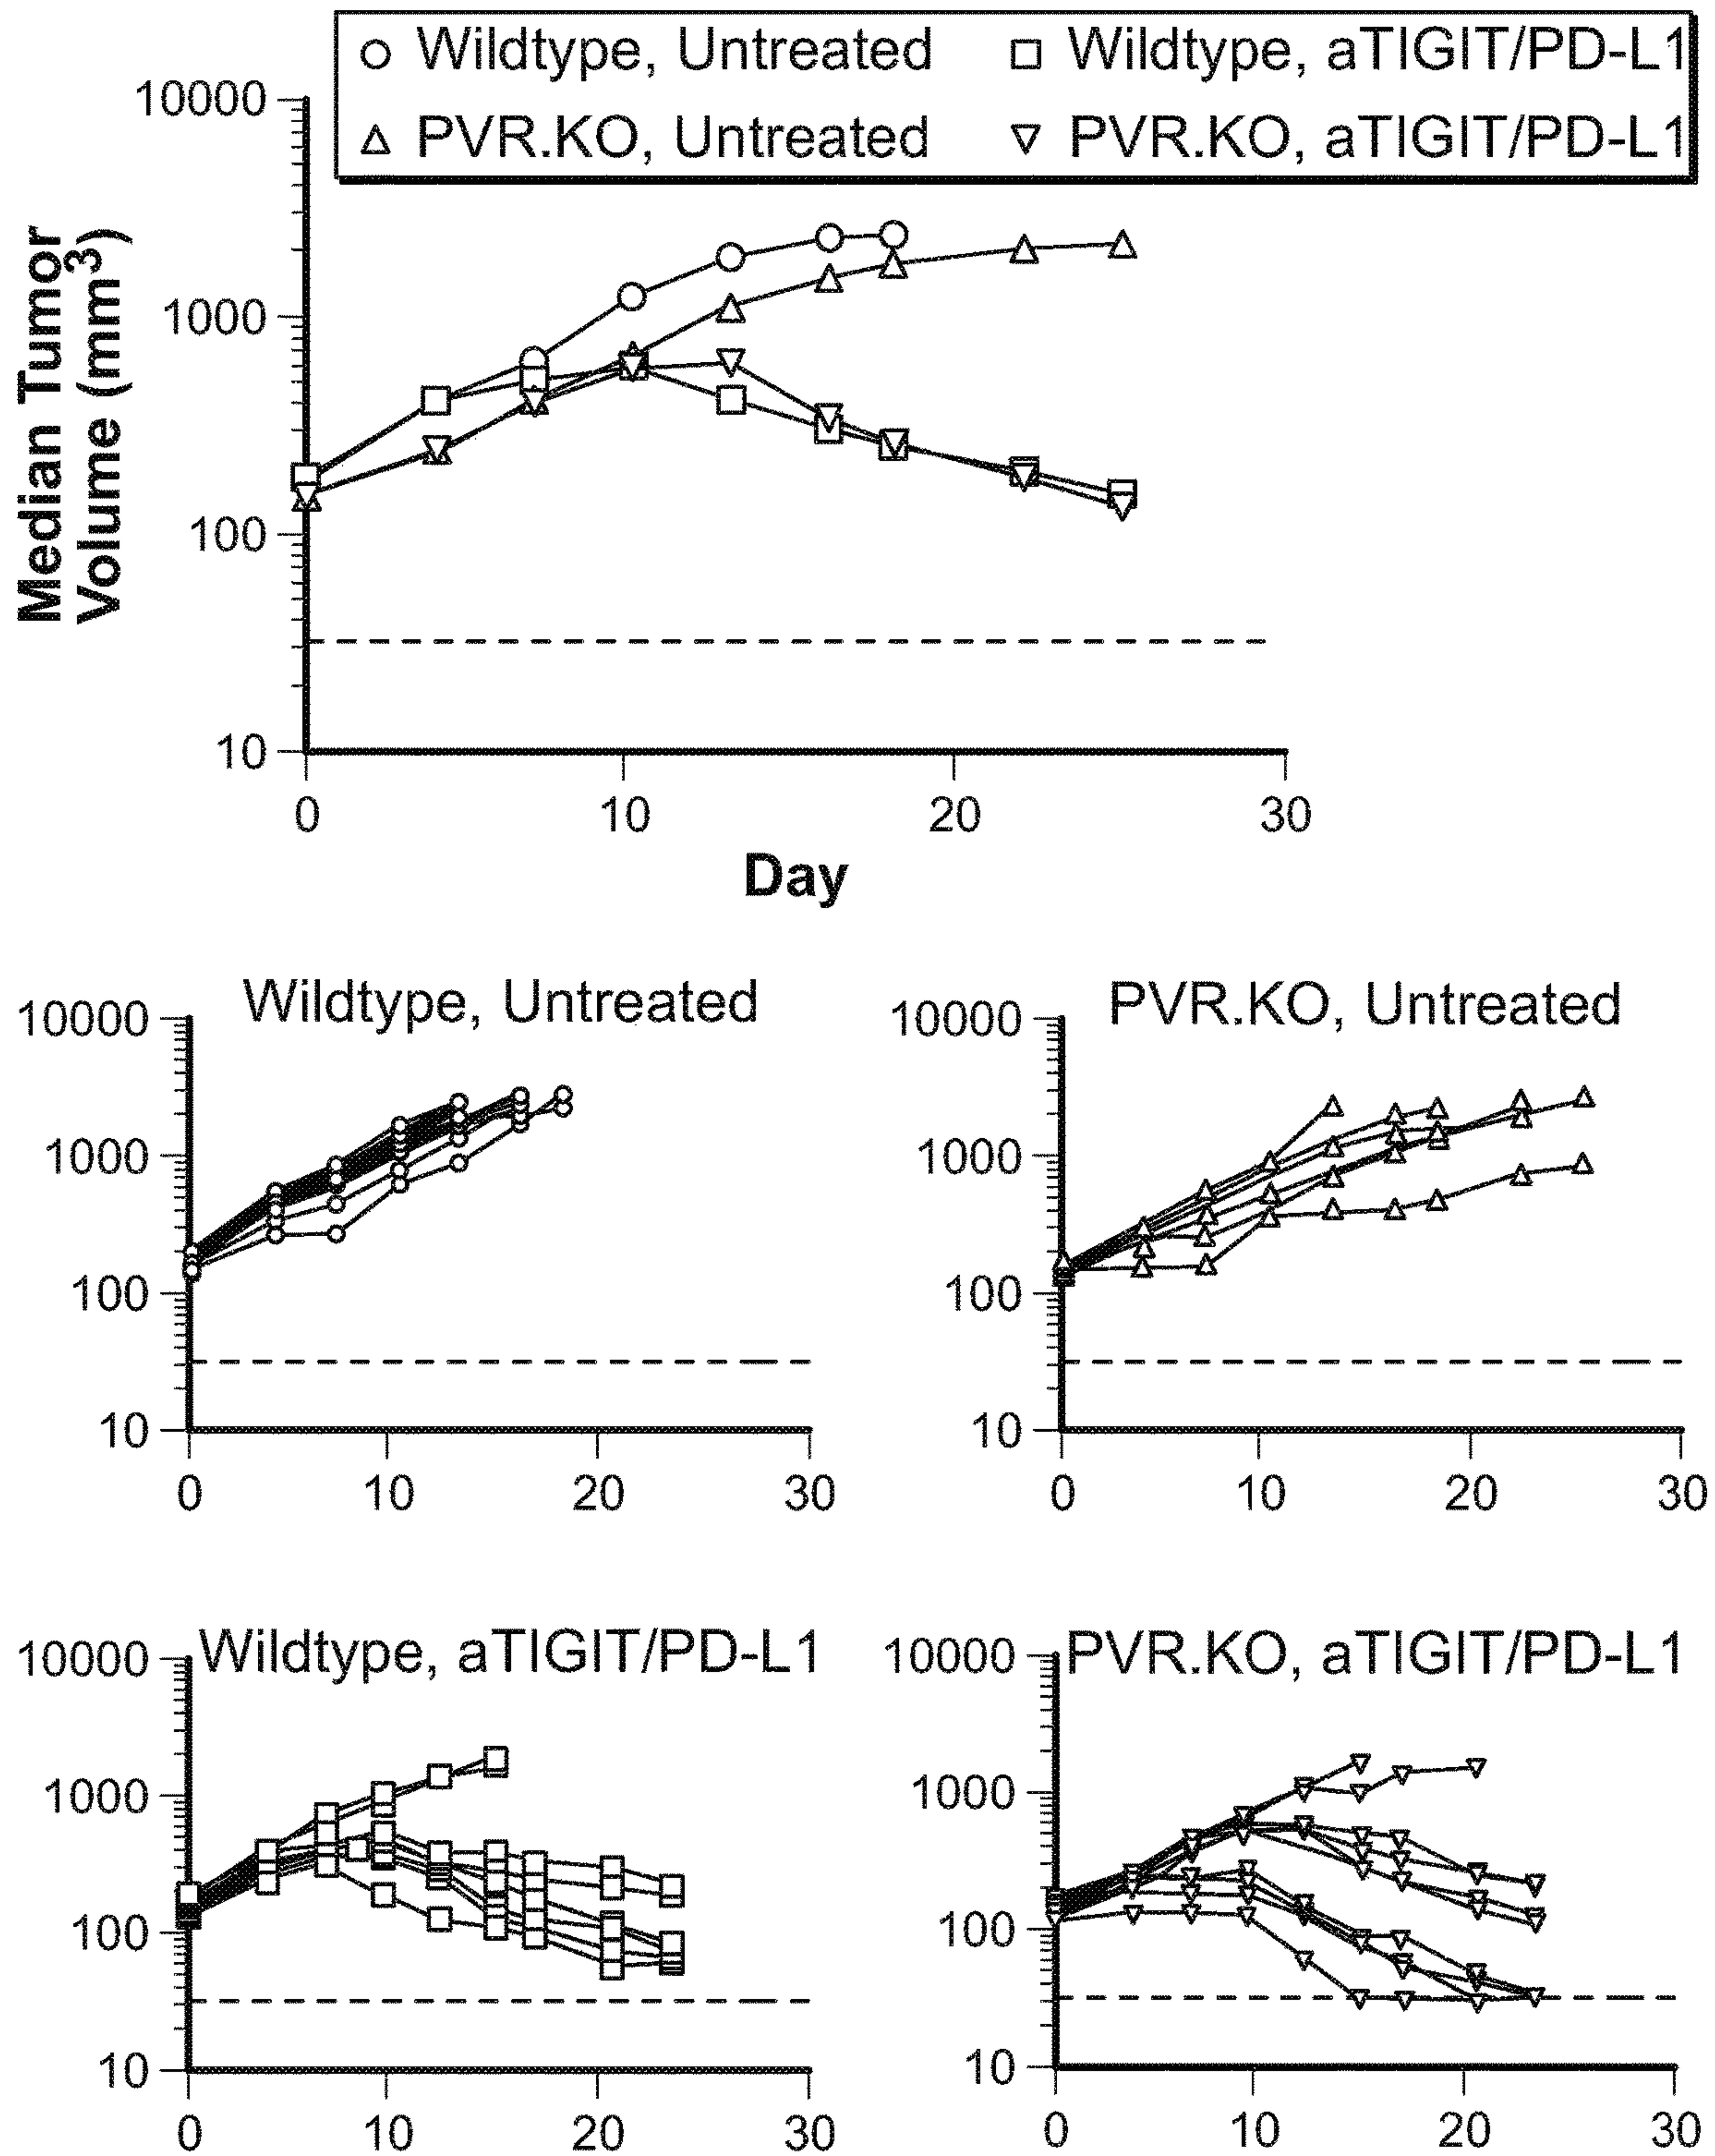 Wildtype, Untreated
Wildtype, aTIGIT/PD-L1
PVR.KO, Untreated
PVR.KO, aTIGIT/PD-L1
Median Tumor
Volume (mm³)
10000
1000
100
10
0 10 20 30
Day
Wildtype, Untreated
10000
1000
100
10
0 10 20 30
PVR.KO, Untreated
10000
1000
100
10
0 10 20 30
Wildtype, aTIGIT/PD-L1
10000
1000
100
10
0 10 20 30
PVR.KO, aTIGIT/PD-L1
10000
1000
100
10
0 10 20 30